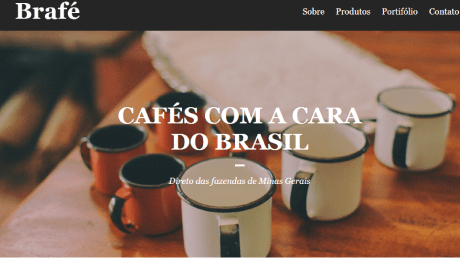 Brafé
Sobre Produtos Portifólio Contato
CAFÉS COM A CARA
DO BRASIL
Direto das fazendas de Minas Gerais